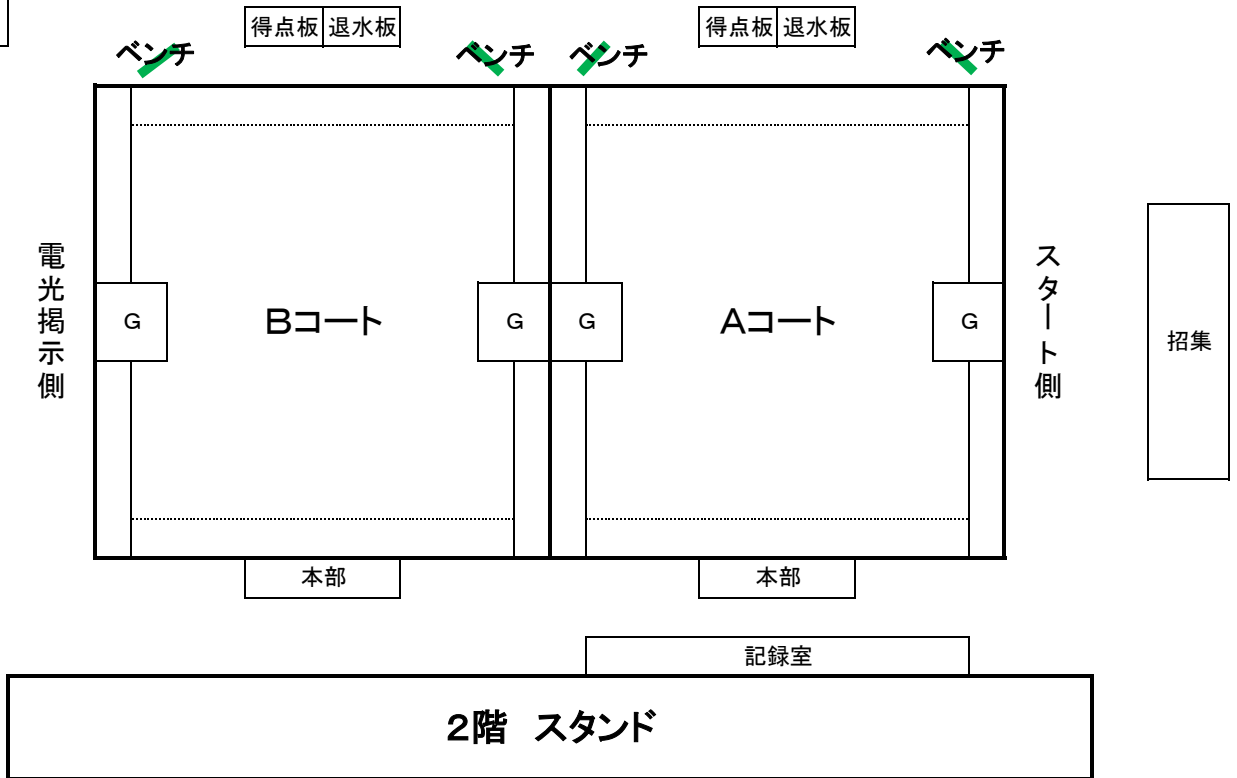 得点板 退水板 得点板 退水板
ベンチ ベンチ ベンチ ベンチ
電光掲示側
G
Bコート
G
G
Aコート
G
スタート側
招集
本部 本部
記録室
2階 スタンド